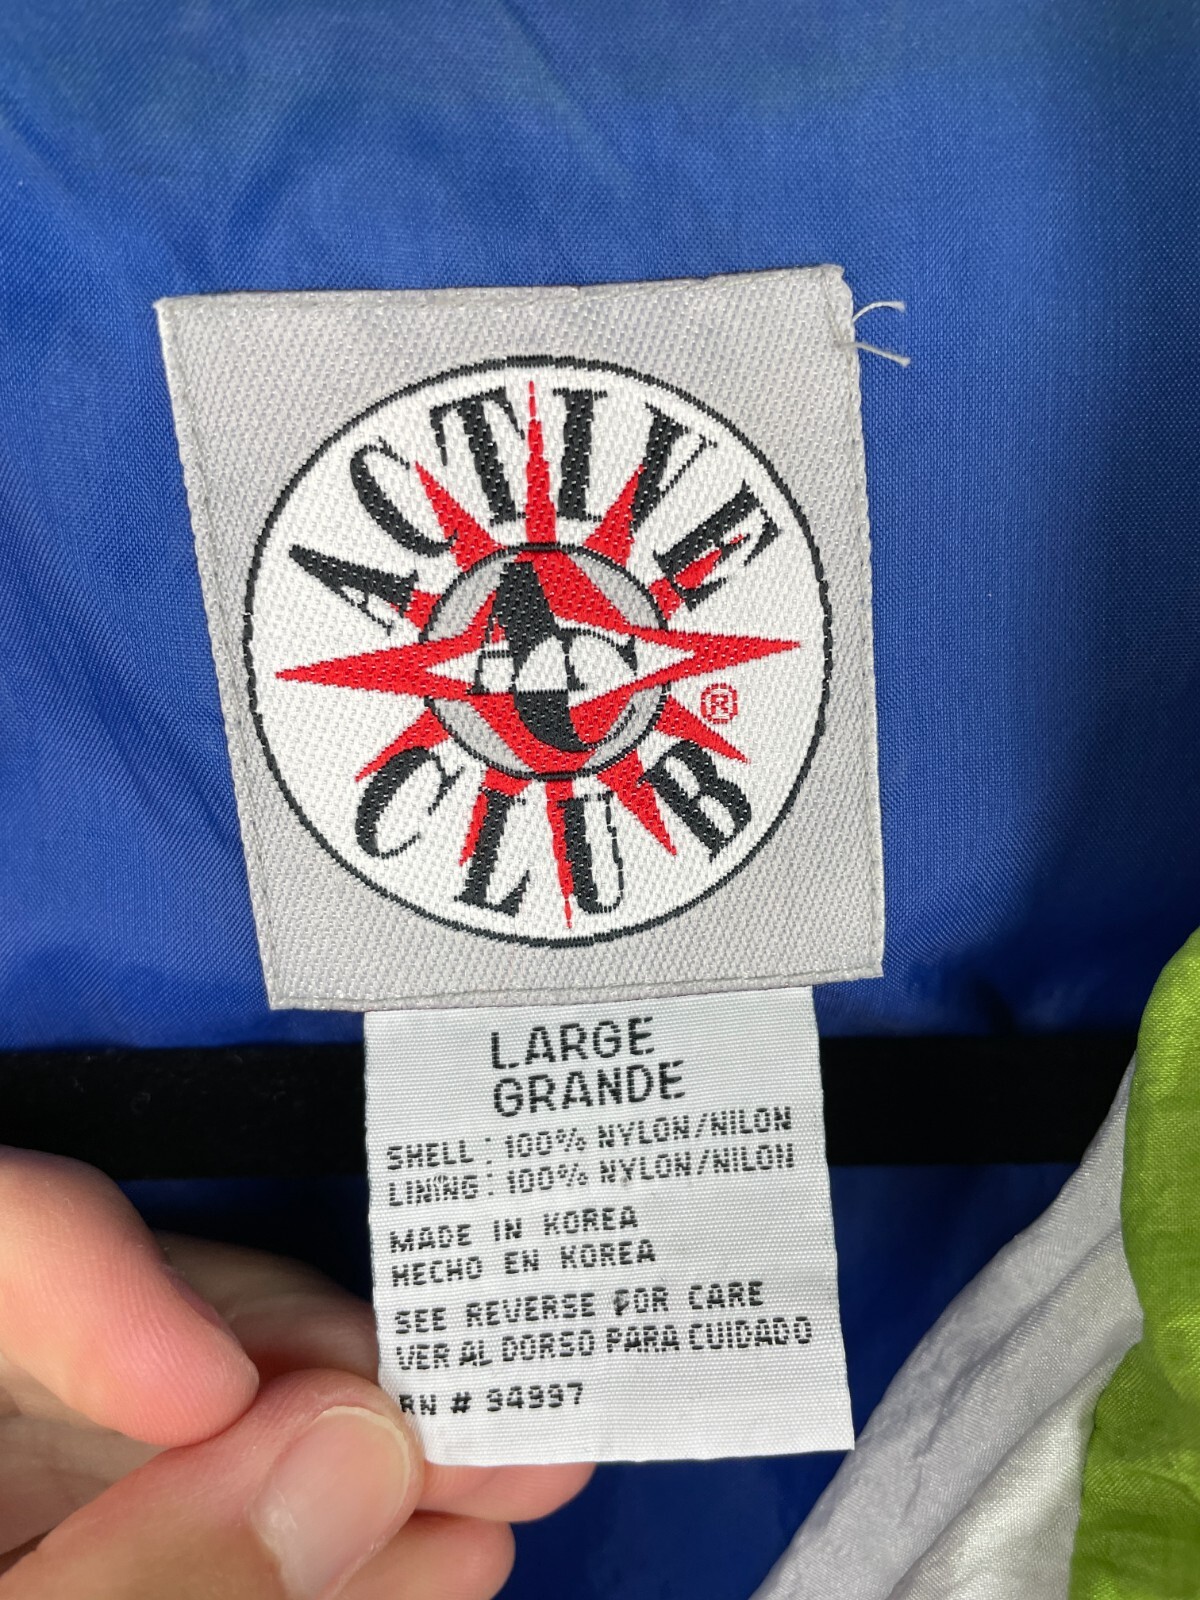 ACTIVE
AC
®
CLUB
LARGE
GRANDE
SHELL: 100% NYLON/NILON
LINING: 100% NYLON/NILON
MADE IN KOREA
HECHO EN KOREA
SEE REVERSE FOR CARE
VER AL DORSO PARA CUIDADO
RN # 94997